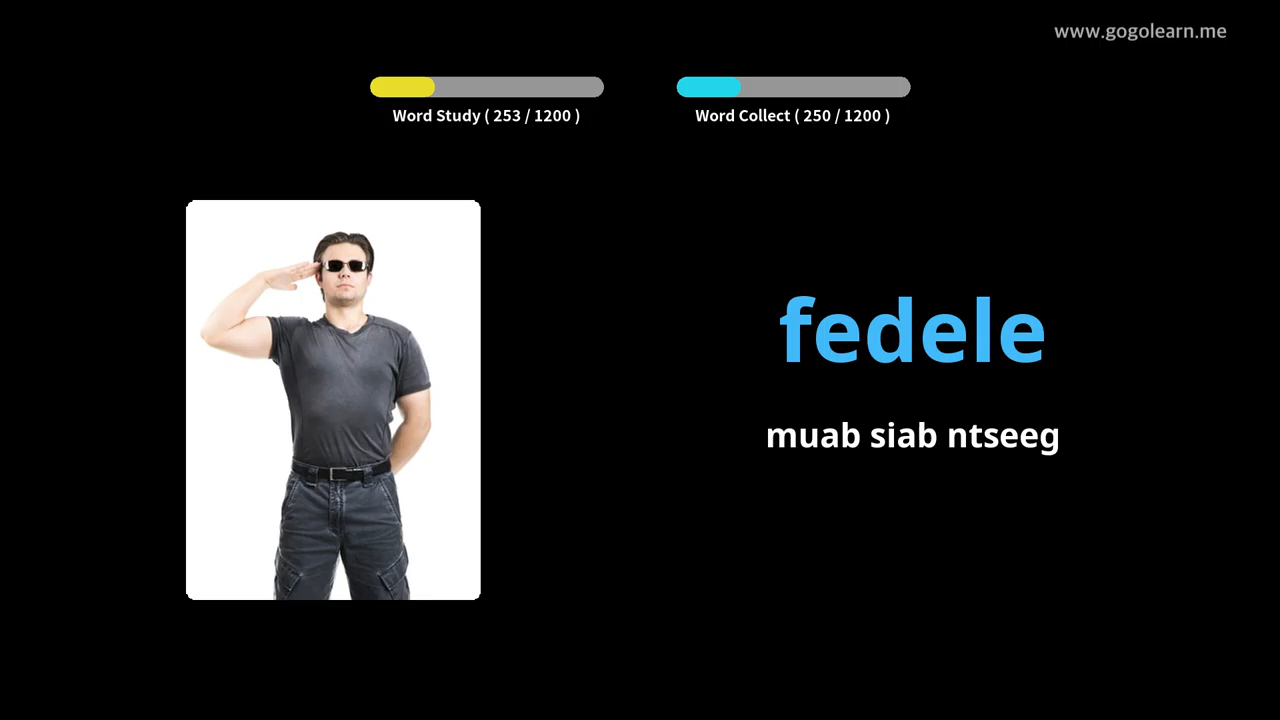 www.gogolearn.me
Word Study ( 253 / 1200 )
Word Collect ( 250 / 1200 )
fedele
muab siab ntseeg